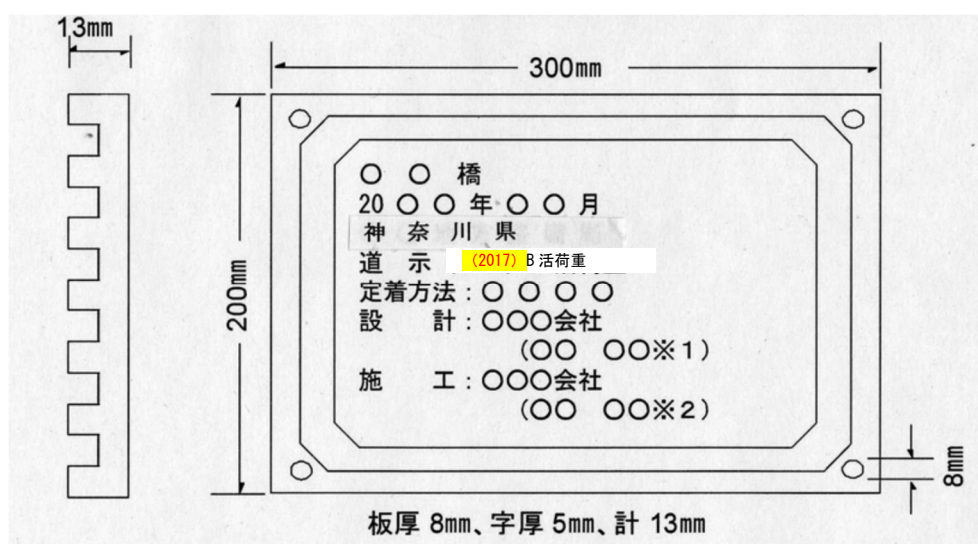 13㎜
300㎜
200㎜
○ ○ 橋
20○○年○○月
神奈川県
道 示 (2017) B活荷重
定着方法:○○○○
設 計:○○○会社
(○○ ○○※1)
施 工:○○○会社
(○○ ○○※2)
8㎜
板厚 8㎜、字厚 5㎜、計 13㎜